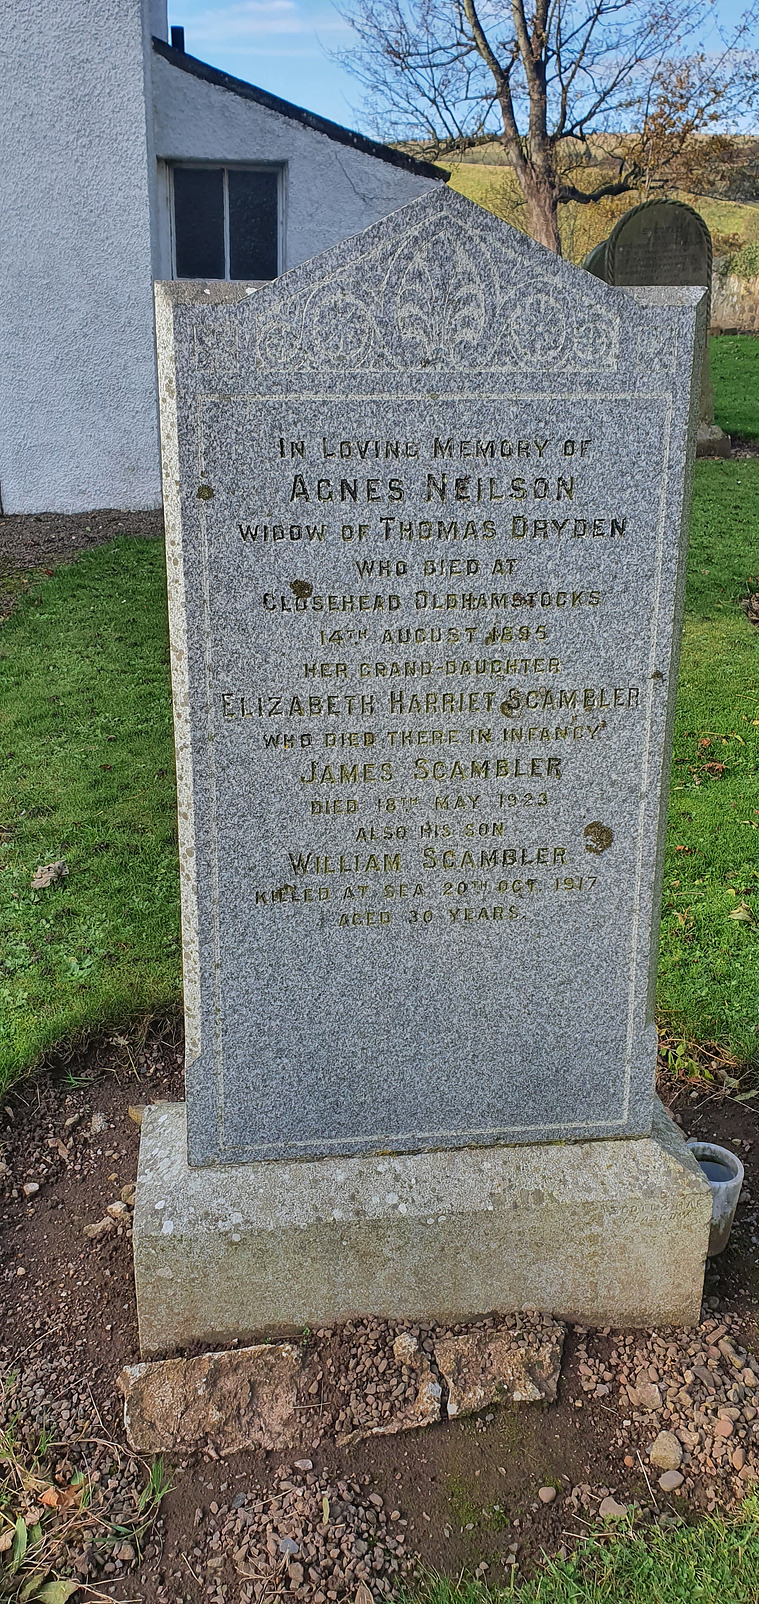 IN LOVING MEMORY OF
AGNES NEILSON
WIDOW OF THOMAS DRYDEN
WHO DIED AT
CLOSEHEAD OLDHAMSTOCKS
14TH AUGUST 1895
HER GRAND-DAUGHTER
ELIZABETH HARRIET SCAMBLER
WHO DIED THERE IN INFANCY
JAMES SCAMBLER
DIED 18TH MAY 1923
ALSO HIS SON
WILLIAM SCAMBLER
KILLED AT SEA 20TH OCT. 1917
AGED 30 YEARS.